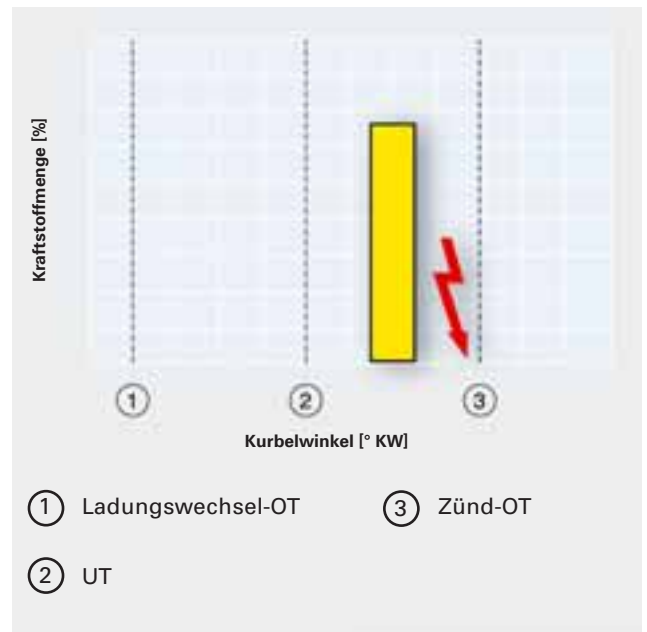 Kraftstoffmenge [%]
1 2 3
Kurbelwinkel [° KW]
1 Ladungswechsel-OT 3 Zünd-OT
2 UT